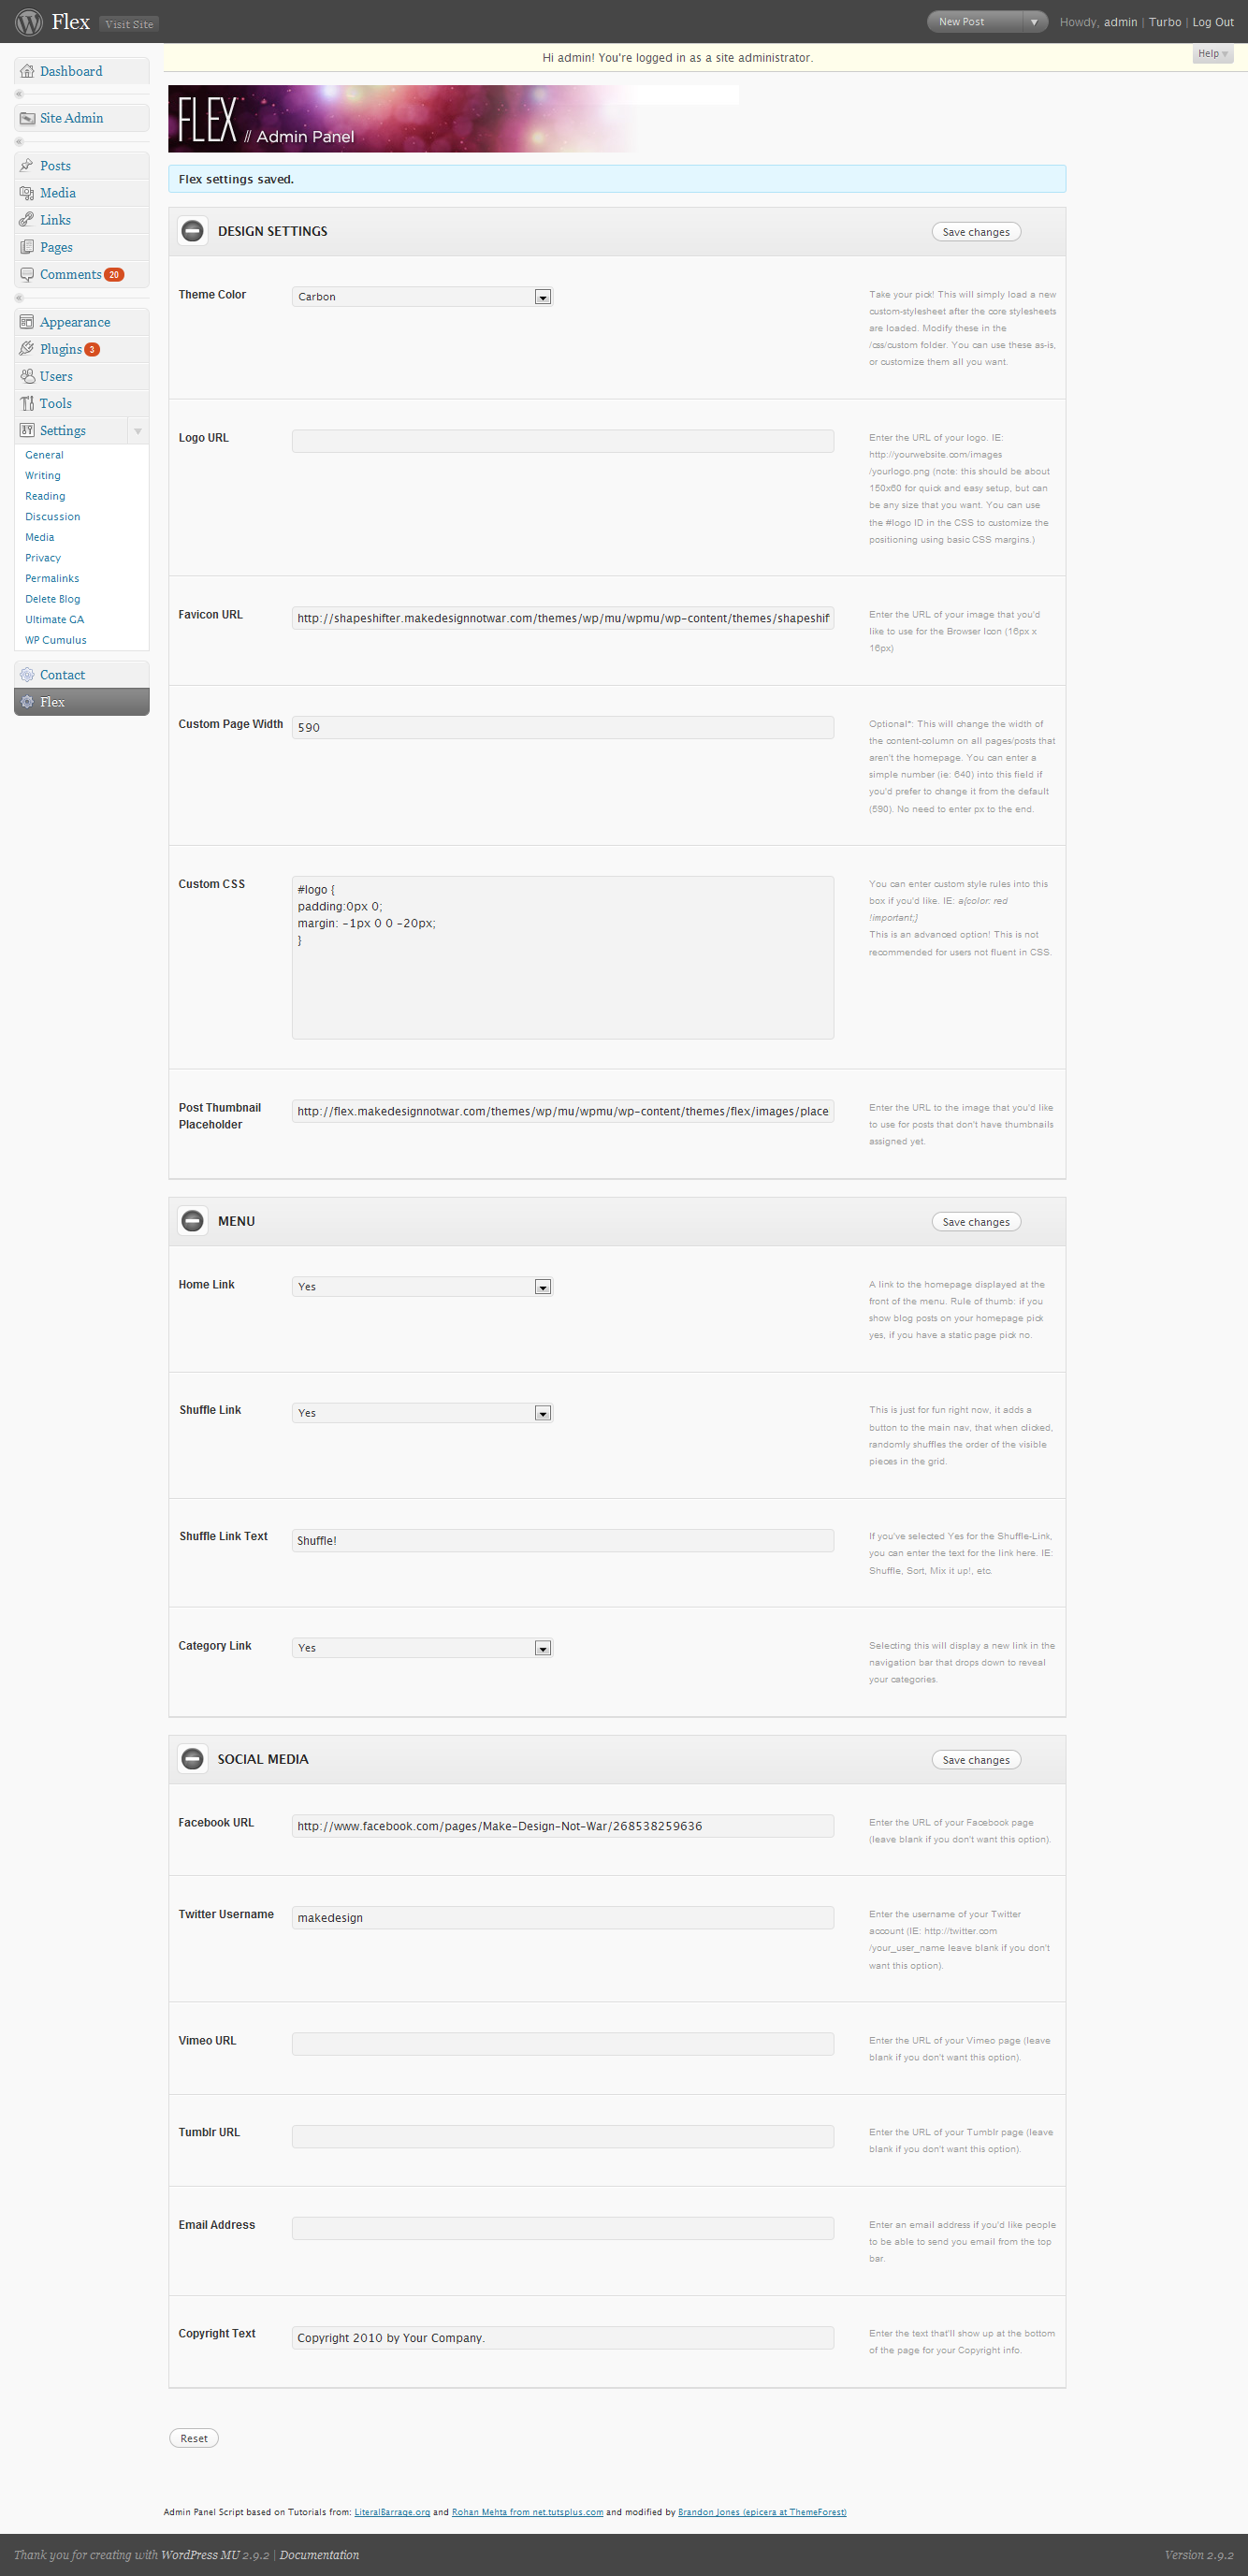 Flex Visit Site
New Post
Howdy, admin | Turbo | Log Out
Hi admin! You're logged in as a site administrator.
Help
Dashboard
Site Admin
Posts
Media
Links
Pages
Comments 20
Appearance
Plugins 3
Users
Tools
Settings
General
Writing
Reading
Discussion
Media
Privacy
Permalinks
Delete Blog
Ultimate GA
WP Cumulus
Contact
Flex
FLEX // Admin Panel
Flex settings saved.
DESIGN SETTINGS
Save changes
Theme Color
Carbon
Take your pick! This will simply load a new
custom-stylesheet after the core stylesheets
are loaded. Modify these in the
/css/custom folder. You can use these as-is,
or customize them all you want.
Logo URL
Enter the URL of your logo. IE:
http://yourwebsite.com/images
/yourlogo.png (note: this should be about
150x60 for quick and easy setup, but can
be any size that you want. You can use
the #logo ID in the CSS to customize the
positioning using basic CSS margins.)
Favicon URL
http://shapeshifter.makedesignnotwar.com/themes/wp/mu/wpmu/wp-content/themes/shapeshif
Enter the URL of your image that you'd
like to use for the Browser Icon (16px x
16px)
Custom Page Width
590
Optional*: This will change the width of
the content-column on all pages/posts that
aren't the homepage. You can enter a
simple number (ie: 640) into this field if
you'd prefer to change it from the default
(590). No need to enter px to the end.
Custom CSS
#logo {
padding:0px 0;
margin: -1px 0 0 -20px;
}
You can enter custom style rules into this
box if you'd like. IE: a{color: red
!important;}
This is an advanced option! This is not
recommended for users not fluent in CSS.
Post Thumbnail
Placeholder
http://flex.makedesignnotwar.com/themes/wp/mu/wpmu/wp-content/themes/flex/images/place
Enter the URL to the image that you'd like
to use for posts that don't have thumbnails
assigned yet.
MENU
Save changes
Home Link
Yes
A link to the homepage displayed at the
front of the menu. Rule of thumb: if you
show blog posts on your homepage pick
yes, if you have a static page pick no.
Shuffle Link
Yes
This is just for fun right now, it adds a
button to the main nav, that when clicked,
randomly shuffles the order of the visible
pieces in the grid.
Shuffle Link Text
Shuffle!
If you've selected Yes for the Shuffle-Link,
you can enter the text for the link here. IE:
Shuffle, Sort, Mix it up!, etc.
Category Link
Yes
Selecting this will display a new link in the
navigation bar that drops down to reveal
your categories.
SOCIAL MEDIA
Save changes
Facebook URL
http://www.facebook.com/pages/Make-Design-Not-War/268538259636
Enter the URL of your Facebook page
(leave blank if you don't want this option).
Twitter Username
makedesign
Enter the username of your Twitter
account (IE: http://twitter.com
/your_user_name leave blank if you don't
want this option).
Vimeo URL
Enter the URL of your Vimeo page (leave
blank if you don't want this option).
Tumblr URL
Enter the URL of your Tumblr page (leave
blank if you don't want this option).
Email Address
Enter an email address if you'd like people
to be able to send you email from the top
bar.
Copyright Text
Copyright 2010 by Your Company.
Enter the text that'll show up at the bottom
of the page for your Copyright info.
Reset
Admin Panel Script based on Tutorials from: LiteralBarrage.org and Rohan Mehta from net.tutsplus.com and modified by Brandon Jones (epicera at ThemeForest)
Thank you for creating with WordPress MU 2.9.2 | Documentation
Version 2.9.2